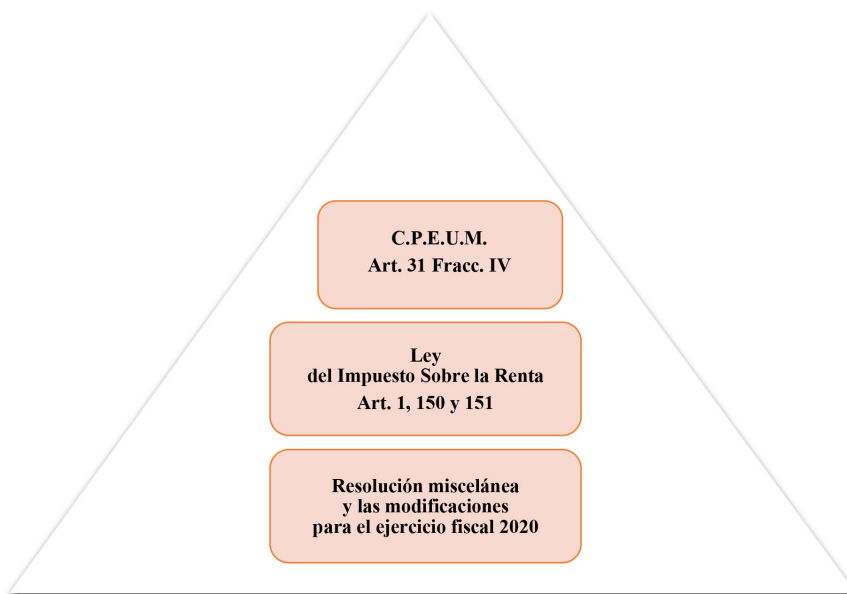 C.P.E.U.M.
Art. 31 Fracc. IV
Ley
del Impuesto Sobre la Renta
Art. 1, 150 y 151
Resolución miscelánea
y las modificaciones
para el ejercicio fiscal 2020